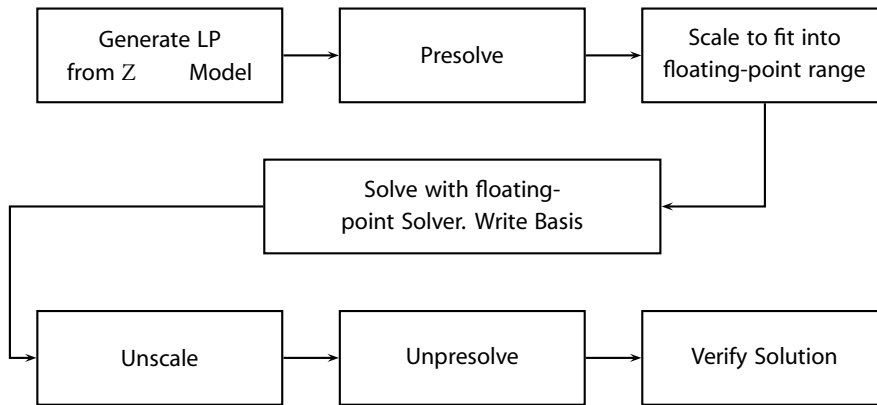 Generate LP
from Z Model
Presolve
Scale to fit into
floating-point range
Solve with floating-
point Solver. Write Basis
Unscale
Unpresolve
Verify Solution